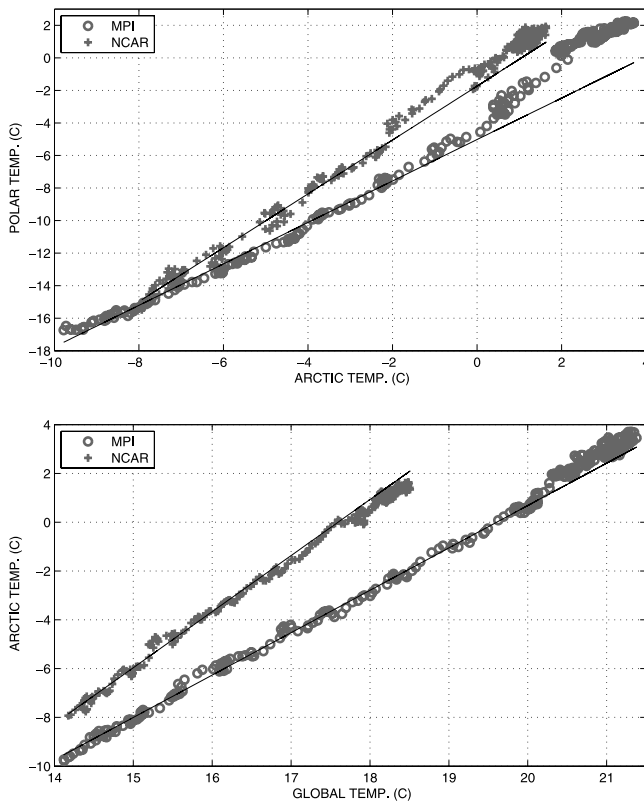 MPI
NCAR
POLAR TEMP. (C)
2
0
−2
−4
−6
−8
−10
−12
−14
−16
−18
−10 −8 −6 −4 −2 0 2 4
ARCTIC TEMP. (C)
MPI
NCAR
ARCTIC TEMP. (C)
4
2
0
−2
−4
−6
−8
−10
14 15 16 17 18 19 20 21
GLOBAL TEMP. (C)